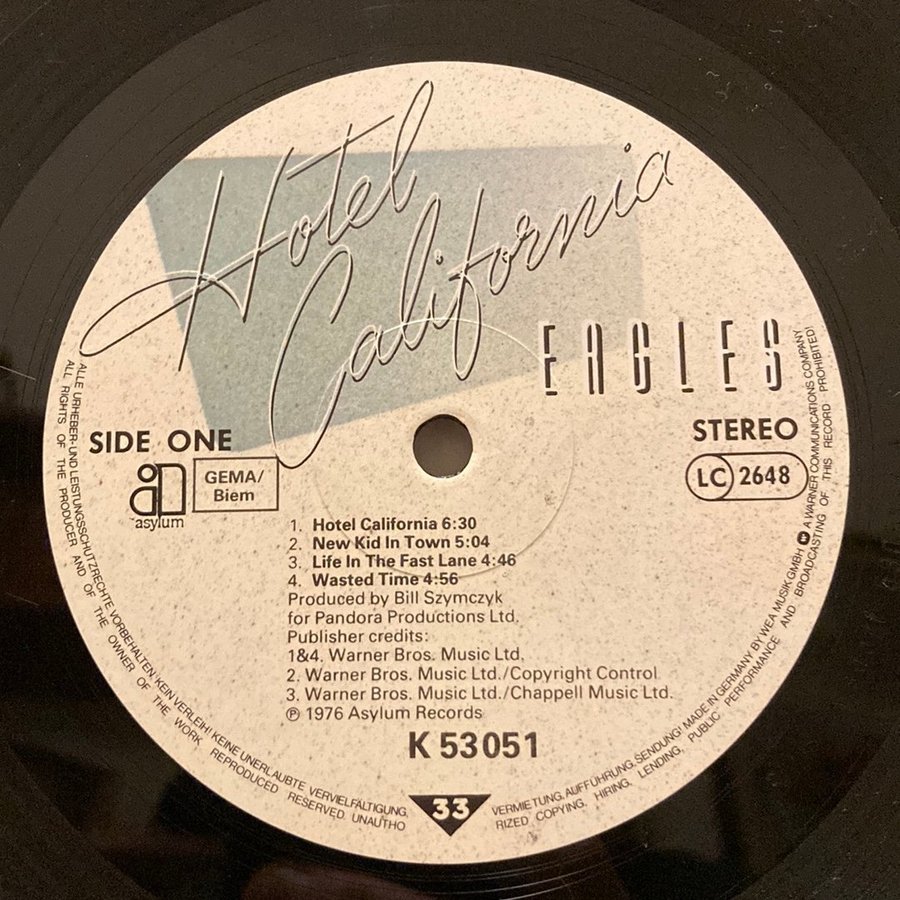 Hotel
California
EAGLES
SIDE ONE
STEREO
asylum
GEMA/
Biem
LC 2648
1. Hotel California 6:30
2. New Kid In Town 5:04
3. Life In The Fast Lane 4:46
4. Wasted Time 4:56
Produced by Bill Szymczyk
for Pandora Productions Ltd.
Publisher credits:
1&4. Warner Bros. Music Ltd.
2. Warner Bros. Music Ltd./Copyright Control
3. Warner Bros. Music Ltd./Chappell Music Ltd.
℗ 1976 Asylum Records
K 53051
33
ALLE URHEBER- UND LEISTUNGSSCHUTZRECHTE VORBEHALTEN! KEIN VERLEIH! KEINE UNERLAUBTE VERVIELFÄLTIGUNG, VERMIETUNG, AUFFÜHRUNG, SENDUNG! MADE IN GERMANY BY WEA MUSIK GMBH A WARNER COMMUNICATIONS COMPANY
ALL RIGHTS OF THE PRODUCER AND OF THE OWNER OF THE WORK REPRODUCED RESERVED. UNAUTHORIZED COPYING, HIRING, LENDING, PUBLIC PERFORMANCE AND BROADCASTING OF THIS RECORD PROHIBITED!